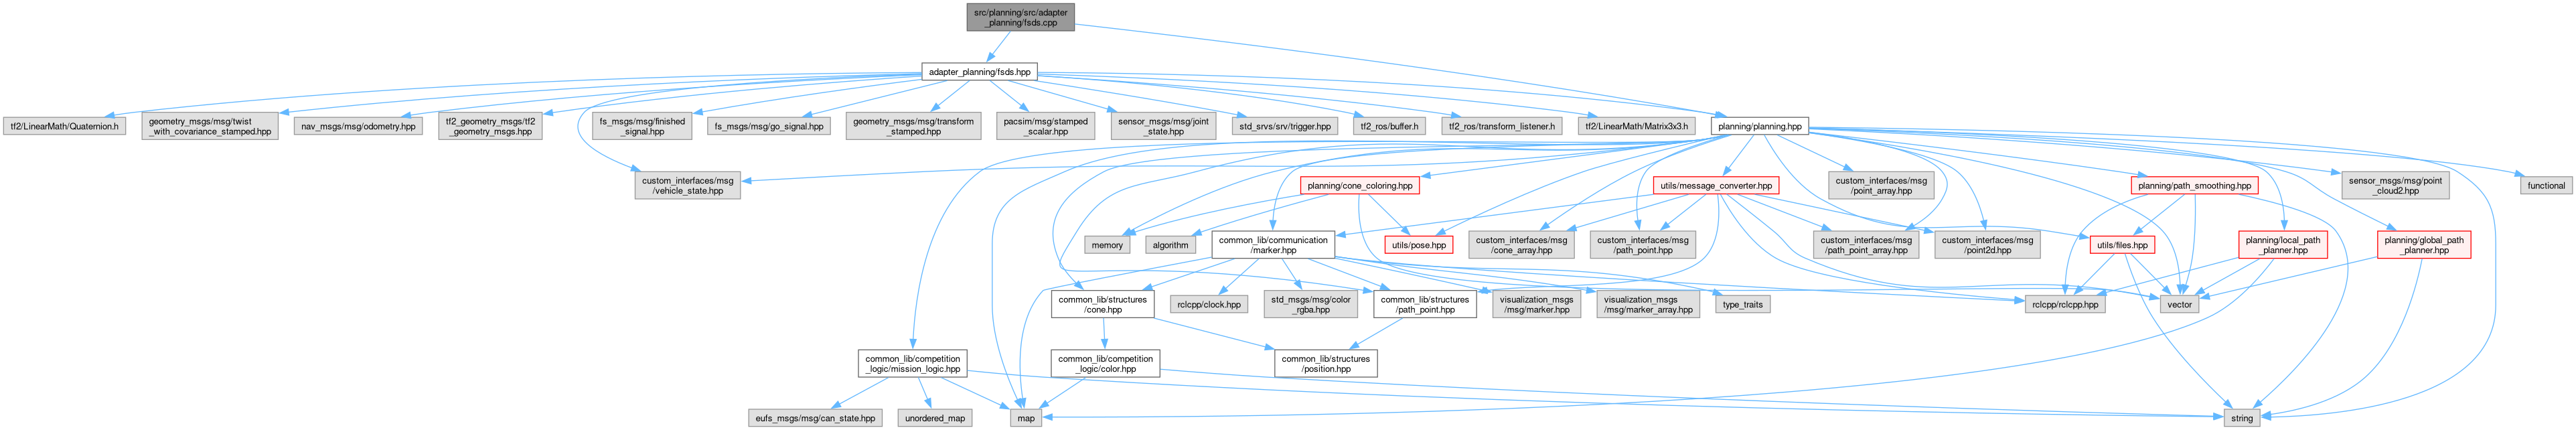 src/planning/src/adapter
_planning/fsds.cpp
adapter_planning/fsds.hpp
tf2/LinearMath/Quaternion.h
geometry_msgs/msg/twist
_with_covariance_stamped.hpp
nav_msgs/msg/odometry.hpp
tf2_geometry_msgs/tf2
_geometry_msgs.hpp
fs_msgs/msg/finished
_signal.hpp
fs_msgs/msg/go_signal.hpp
geometry_msgs/msg/transform
_stamped.hpp
pacsim/msg/stamped
_scalar.hpp
sensor_msgs/msg/joint
_state.hpp
std_srvs/srv/trigger.hpp
tf2_ros/buffer.h
tf2_ros/transform_listener.h
tf2/LinearMath/Matrix3x3.h
planning/planning.hpp
custom_interfaces/msg
/vehicle_state.hpp
planning/cone_coloring.hpp
utils/message_converter.hpp
custom_interfaces/msg
/point_array.hpp
planning/path_smoothing.hpp
sensor_msgs/msg/point
_cloud2.hpp
functional
memory
algorithm
common_lib/communication
/marker.hpp
utils/pose.hpp
custom_interfaces/msg
/cone_array.hpp
custom_interfaces/msg
/path_point.hpp
custom_interfaces/msg
/path_point_array.hpp
custom_interfaces/msg
/point2d.hpp
utils/files.hpp
planning/local_path
_planner.hpp
planning/global_path
_planner.hpp
common_lib/structures
/cone.hpp
rclcpp/clock.hpp
std_msgs/msg/color
_rgba.hpp
common_lib/structures
/path_point.hpp
visualization_msgs
/msg/marker.hpp
visualization_msgs
/msg/marker_array.hpp
type_traits
rclcpp/rclcpp.hpp
vector
common_lib/competition
_logic/mission_logic.hpp
common_lib/competition
_logic/color.hpp
common_lib/structures
/position.hpp
eufs_msgs/msg/can_state.hpp
unordered_map
map
string